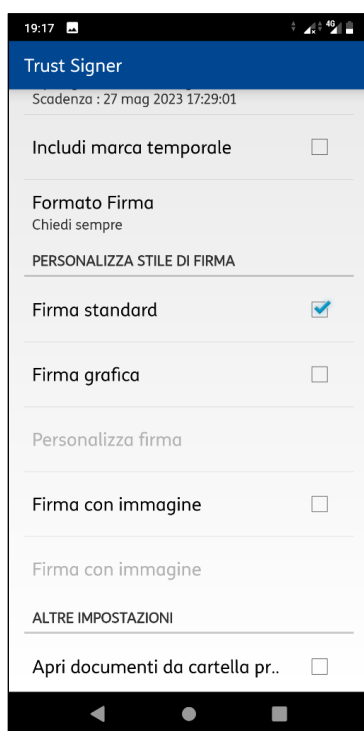 19:17
4G
Trust Signer
Scadenza : 27 mag 2023 17:29:01
Includi marca temporale
Formato Firma
Chiedi sempre
PERSONALIZZA STILE DI FIRMA
Firma standard
Firma grafica
Personalizza firma
Firma con immagine
Firma con immagine
ALTRE IMPOSTAZIONI
Apri documenti da cartella pr..